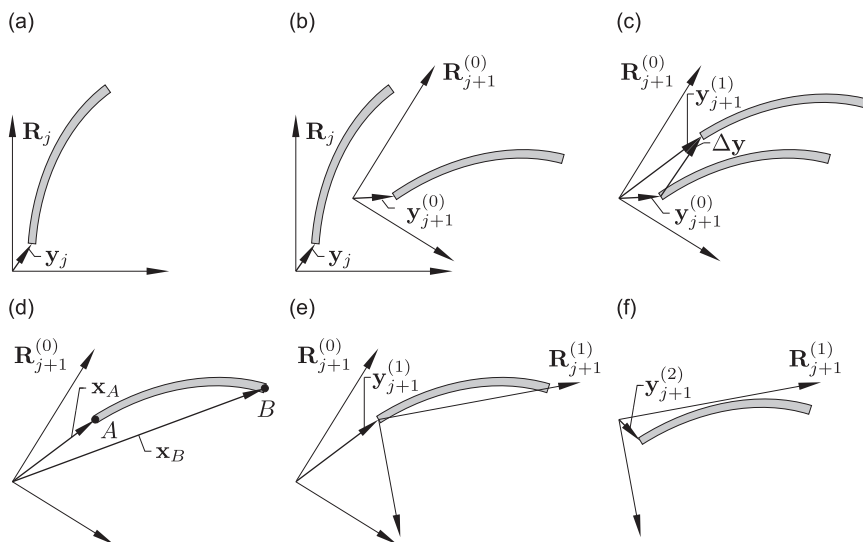 (a)
R_j
y_j
(b)
R_j
R_{j+1}^{(0)}
y_{j+1}^{(0)}
y_j
(c)
R_{j+1}^{(0)}
y_{j+1}^{(1)}
Δy
y_{j+1}^{(0)}
(d)
R_{j+1}^{(0)}
x_A
A
B
x_B
(e)
R_{j+1}^{(0)}
y_{j+1}^{(1)}
R_{j+1}^{(1)}
(f)
R_{j+1}^{(1)}
y_{j+1}^{(2)}